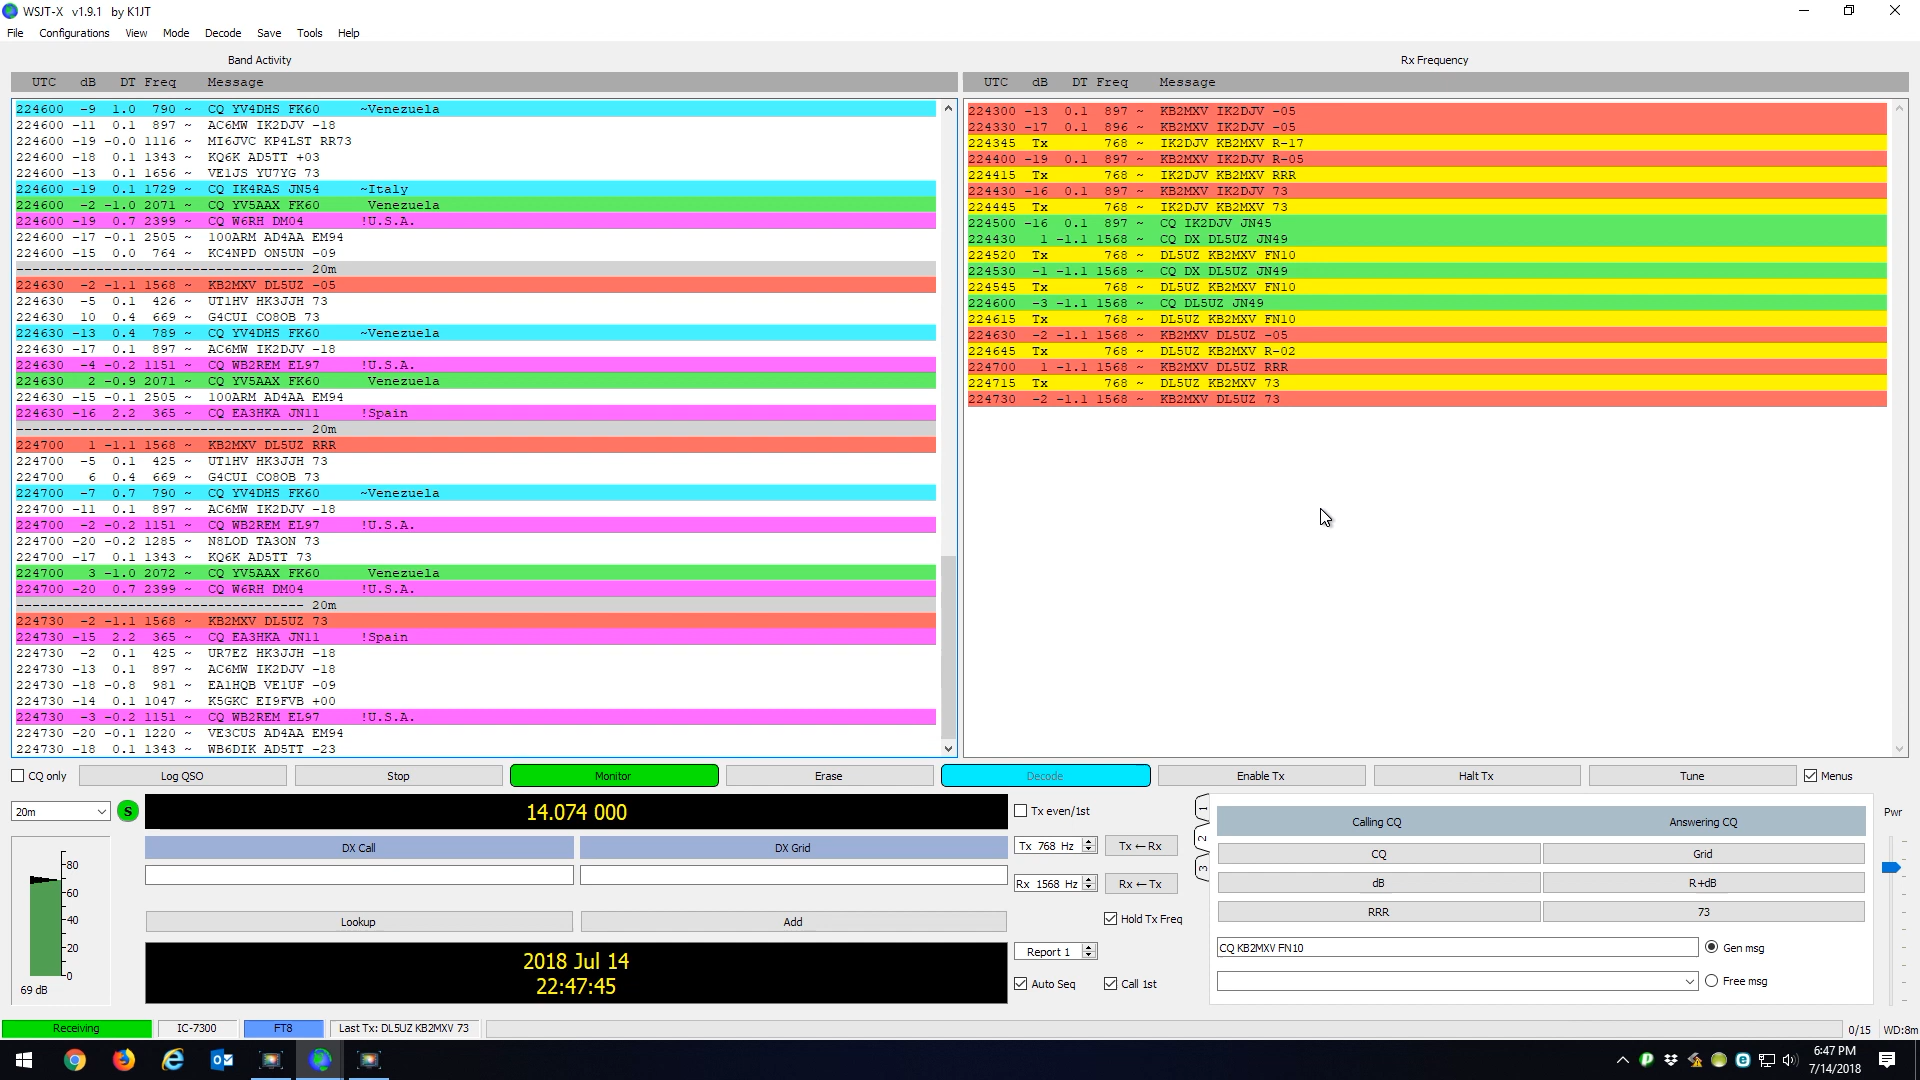 WSJT-X v1.9.1 by K1JT
File Configurations View Mode Decode Save Tools Help
Band Activity
UTC dB DT Freq Message
224600 -9 1.0 790 ~ CQ YV4DHS FK60 ~Venezuela
224600 -11 0.1 897 ~ AC6MW IK2DJV -18
224600 -19 -0.0 1116 ~ MI6JVC KP4LST RR73
224600 -18 0.1 1343 ~ KQ6K AD5TT +03
224600 -13 0.1 1656 ~ VE1JS YU7YG 73
224600 -19 0.1 1729 ~ CQ IK4RAS JN54 ~Italy
224600 -2 -1.0 2071 ~ CQ YV5AAX FK60 Venezuela
224600 -19 0.7 2399 ~ CQ W6RH DM04 !U.S.A.
224600 -17 -0.1 2505 ~ 100ARM AD4AA EM94
224600 -15 0.0 764 ~ KC4NPD ON5UN -09
------------------------------------ 20m
224630 -2 -1.1 1568 ~ KB2MXV DL5UZ -05
224630 -5 0.1 426 ~ UT1HV HK3JJH 73
224630 10 0.4 669 ~ G4CUI CO8OB 73
224630 -13 0.4 789 ~ CQ YV4DHS FK60 ~Venezuela
224630 -17 0.1 897 ~ AC6MW IK2DJV -18
224630 -4 -0.2 1151 ~ CQ WB2REM EL97 !U.S.A.
224630 2 -0.9 2071 ~ CQ YV5AAX FK60 Venezuela
224630 -15 -0.1 2505 ~ 100ARM AD4AA EM94
224630 -16 2.2 365 ~ CQ EA3HKA JN11 !Spain
------------------------------------ 20m
224700 1 -1.1 1568 ~ KB2MXV DL5UZ RRR
224700 -5 0.1 425 ~ UT1HV HK3JJH 73
224700 6 0.4 669 ~ G4CUI CO8OB 73
224700 -7 0.7 790 ~ CQ YV4DHS FK60 ~Venezuela
224700 -11 0.1 897 ~ AC6MW IK2DJV -18
224700 -2 -0.2 1151 ~ CQ WB2REM EL97 !U.S.A.
224700 -20 -0.2 1285 ~ N8LOD TA3ON 73
224700 -17 0.1 1343 ~ KQ6K AD5TT 73
224700 3 -1.0 2072 ~ CQ YV5AAX FK60 Venezuela
224700 -20 0.7 2399 ~ CQ W6RH DM04 !U.S.A.
------------------------------------ 20m
224730 -2 -1.1 1568 ~ KB2MXV DL5UZ 73
224730 -15 2.2 365 ~ CQ EA3HKA JN11 !Spain
224730 -2 0.1 425 ~ UR7EZ HK3JJH -18
224730 -13 0.1 897 ~ AC6MW IK2DJV -18
224730 -18 -0.8 981 ~ EA1HQB VE1UF -09
224730 -14 0.1 1047 ~ K5GKC EI9FVB +00
224730 -3 -0.2 1151 ~ CQ WB2REM EL97 !U.S.A.
224730 -20 -0.1 1220 ~ VE3CUS AD4AA EM94
224730 -18 0.1 1343 ~ WB6DIK AD5TT -23
Rx Frequency
UTC dB DT Freq Message
224300 -13 0.1 897 ~ KB2MXV IK2DJV -05
224330 -17 0.1 896 ~ KB2MXV IK2DJV -05
224345 Tx 768 ~ IK2DJV KB2MXV R-17
224400 -19 0.1 897 ~ KB2MXV IK2DJV R-05
224415 Tx 768 ~ IK2DJV KB2MXV RRR
224430 -16 0.1 897 ~ KB2MXV IK2DJV 73
224445 Tx 768 ~ IK2DJV KB2MXV 73
224500 -16 0.1 897 ~ CQ IK2DJV JN45
224430 1 -1.1 1568 ~ CQ DX DL5UZ JN49
224520 Tx 768 ~ DL5UZ KB2MXV FN10
224530 -1 -1.1 1568 ~ CQ DX DL5UZ JN49
224545 Tx 768 ~ DL5UZ KB2MXV FN10
224600 -3 -1.1 1568 ~ CQ DL5UZ JN49
224615 Tx 768 ~ DL5UZ KB2MXV FN10
224630 -2 -1.1 1568 ~ KB2MXV DL5UZ -05
224645 Tx 768 ~ DL5UZ KB2MXV R-02
224700 1 -1.1 1568 ~ KB2MXV DL5UZ RRR
224715 Tx 768 ~ DL5UZ KB2MXV 73
224730 -2 -1.1 1568 ~ KB2MXV DL5UZ 73
CQ only Log QSO Stop Monitor Erase Decode Enable Tx Halt Tx Tune Menus
20m S 14.074 000
DX Call DX Grid
Lookup Add
2018 Jul 14
22:47:45
80
60
40
20
0
69 dB
Tx even/1st
Tx 768 Hz Tx ← Rx
Rx 1568 Hz Rx ← Tx
Hold Tx Freq
Report 1
Auto Seq Call 1st
1
2
3
Calling CQ Answering CQ
CQ Grid
dB R+dB
RRR 73
CQ KB2MXV FN10 Gen msg
Free msg
Pwr
Receiving IC-7300 FT8 Last Tx: DL5UZ KB2MXV 73 0/15 WD:8m
6:47 PM
7/14/2018